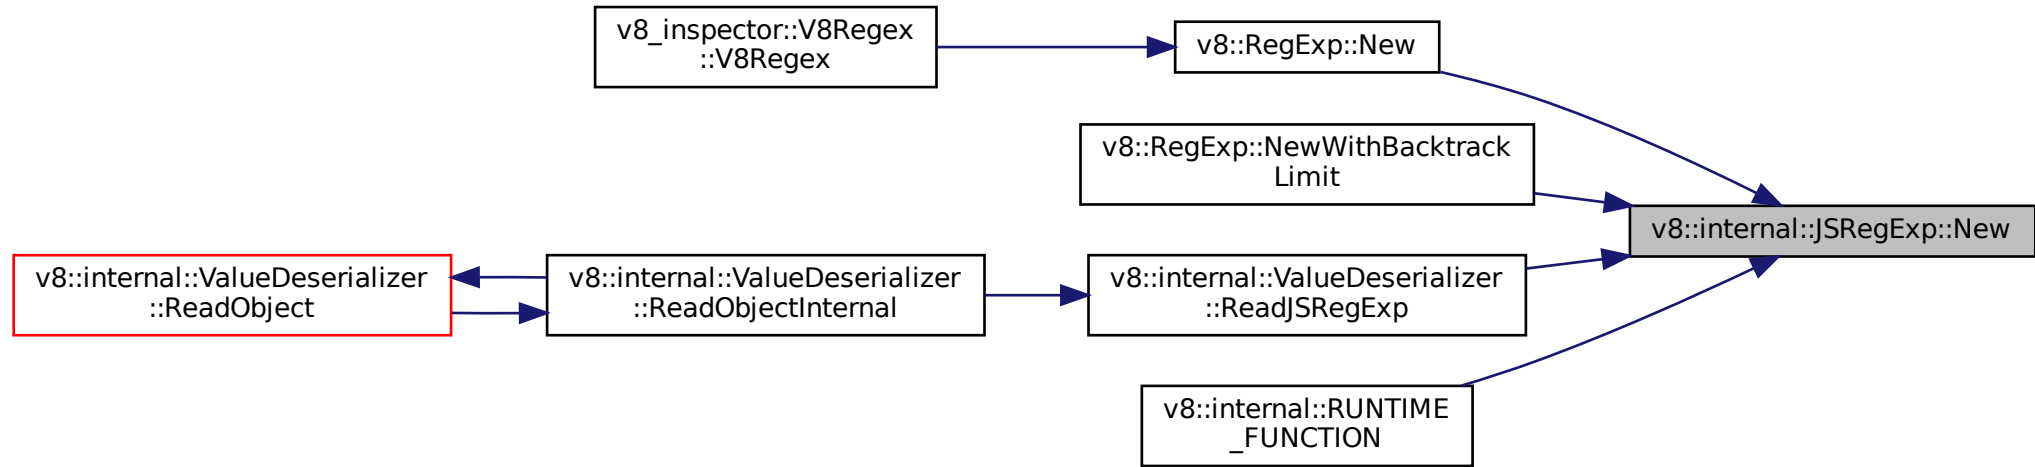 v8_inspector::V8Regex
::V8Regex
v8::RegExp::New
v8::RegExp::NewWithBacktrack
Limit
v8::internal::JSRegExp::New
v8::internal::ValueDeserializer
::ReadObject
v8::internal::ValueDeserializer
::ReadObjectInternal
v8::internal::ValueDeserializer
::ReadJSRegExp
v8::internal::RUNTIME
_FUNCTION